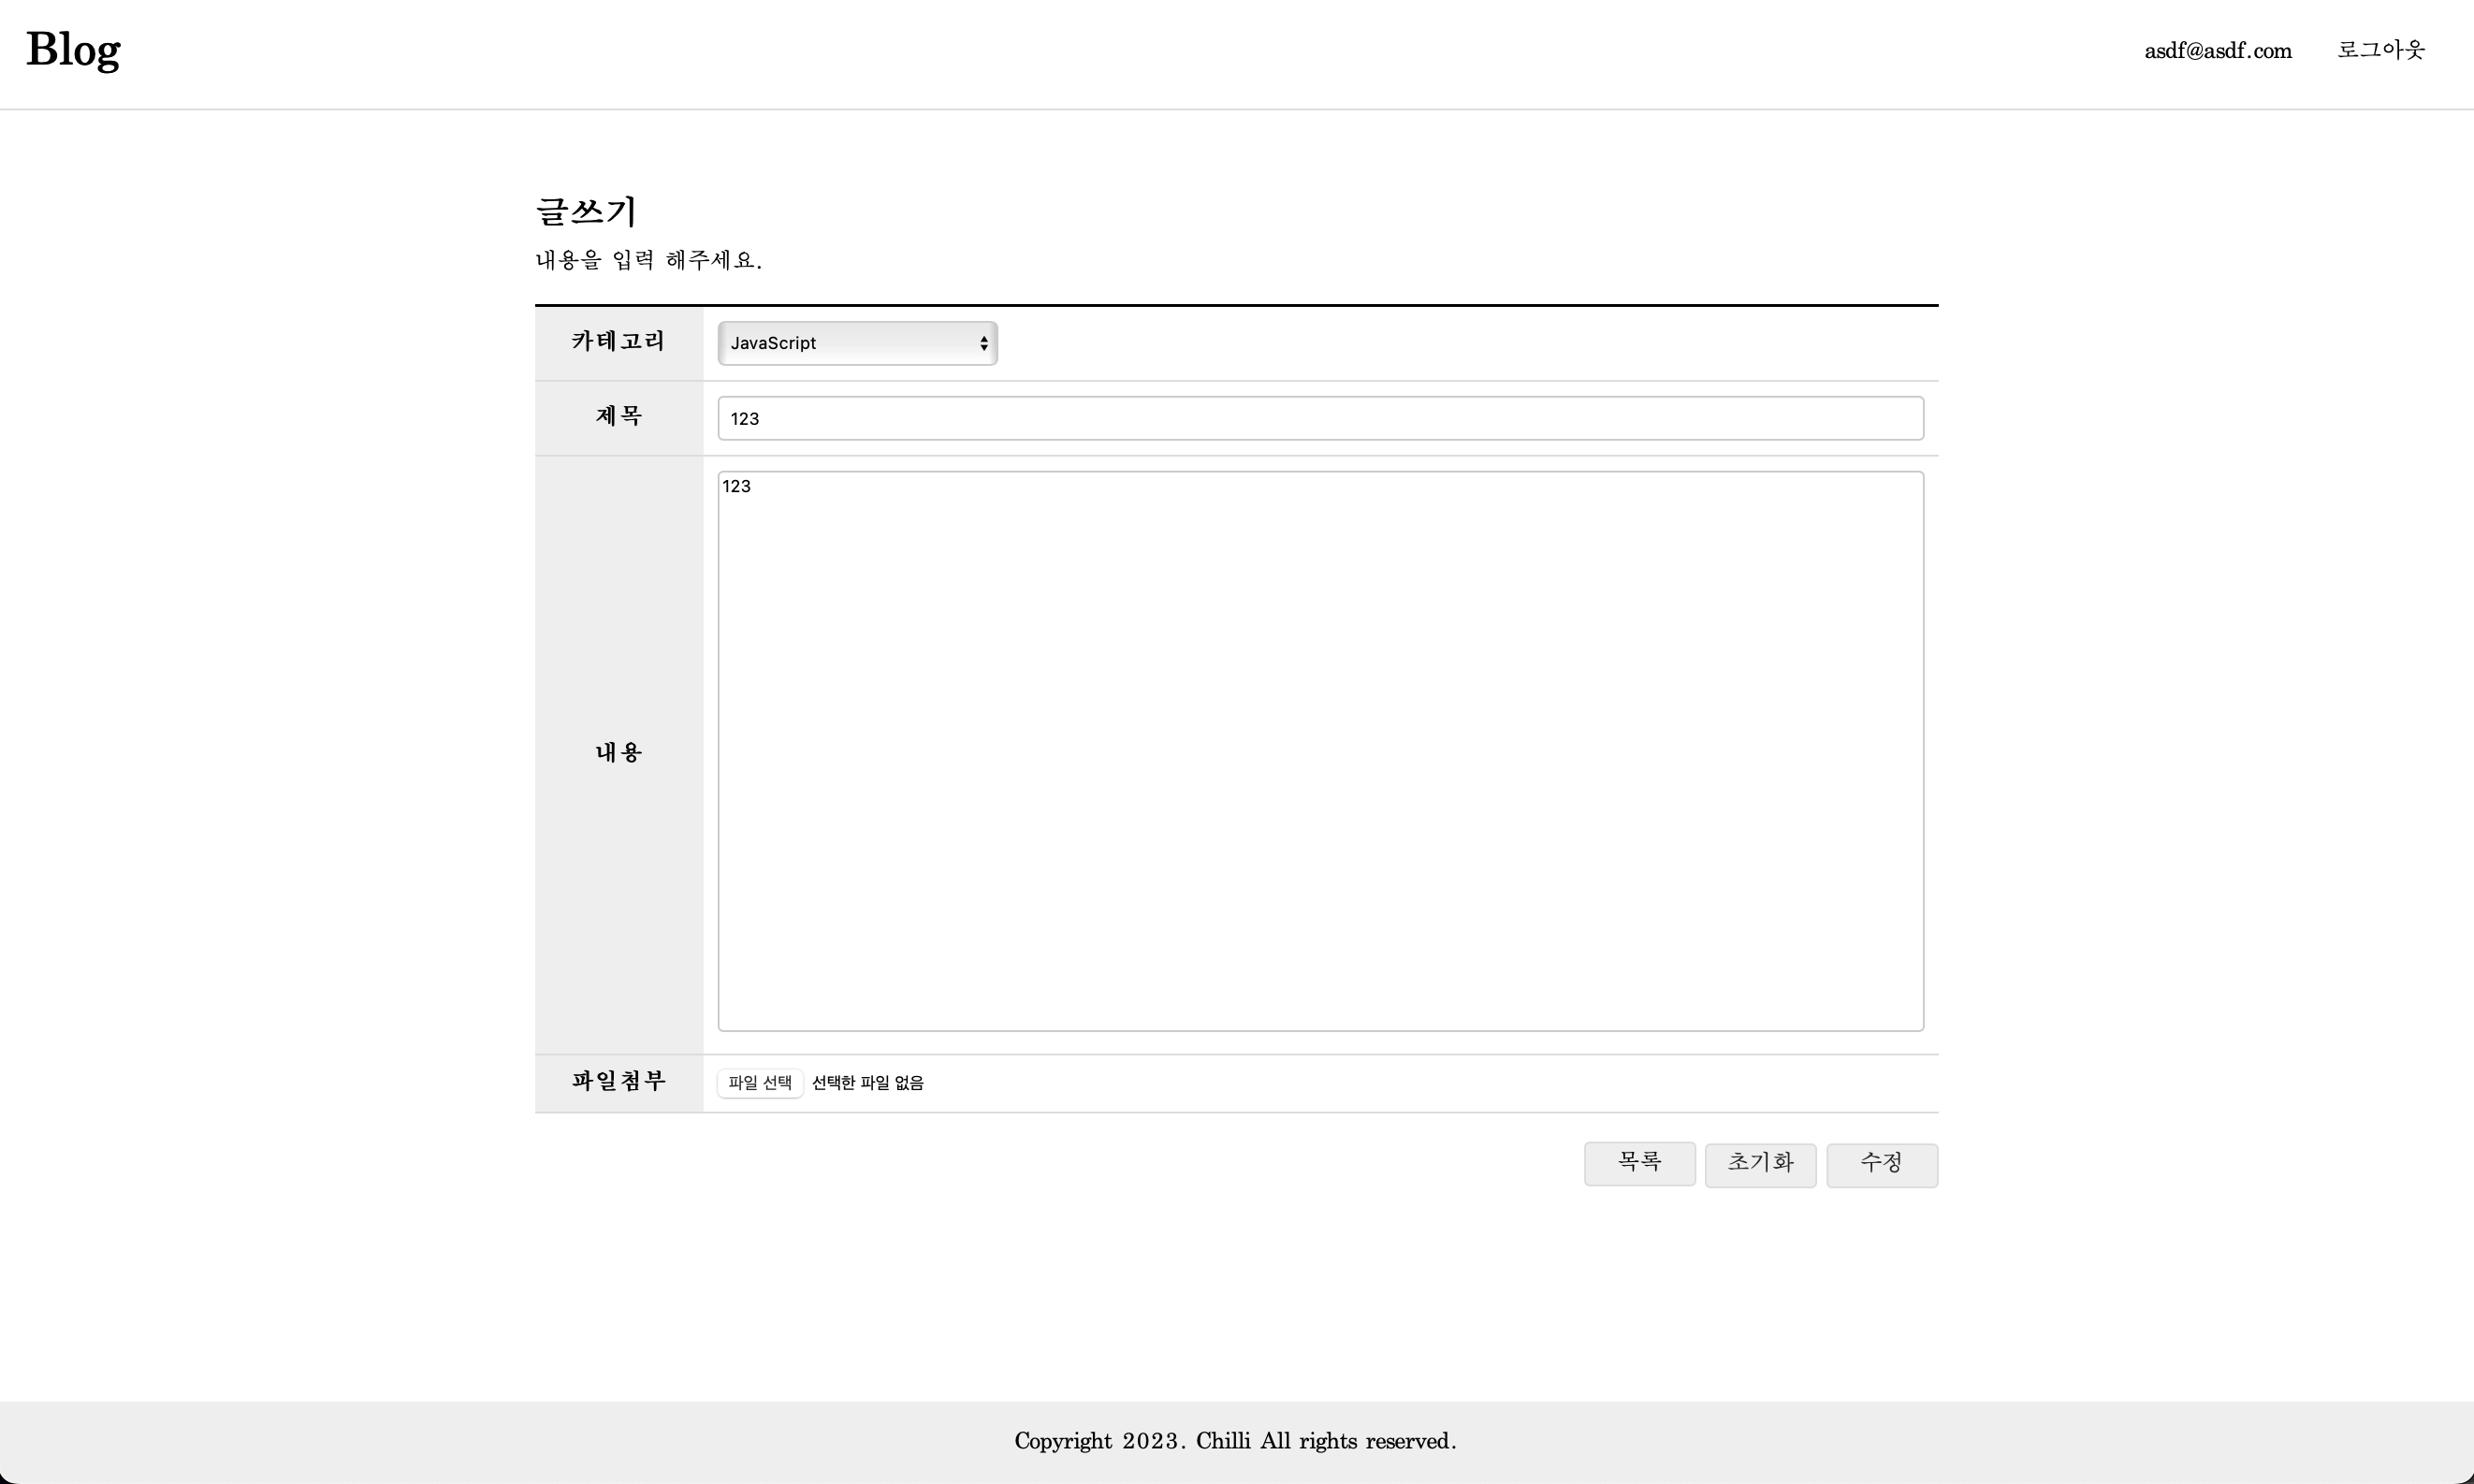 Blog
asdf@asdf.com 로그아웃
글쓰기
내용을 입력 해주세요.
카테고리 JavaScript
제목 123
내용 123
파일첨부 파일 선택 선택한 파일 없음
목록 초기화 수정
Copyright 2023. Chilli All rights reserved.